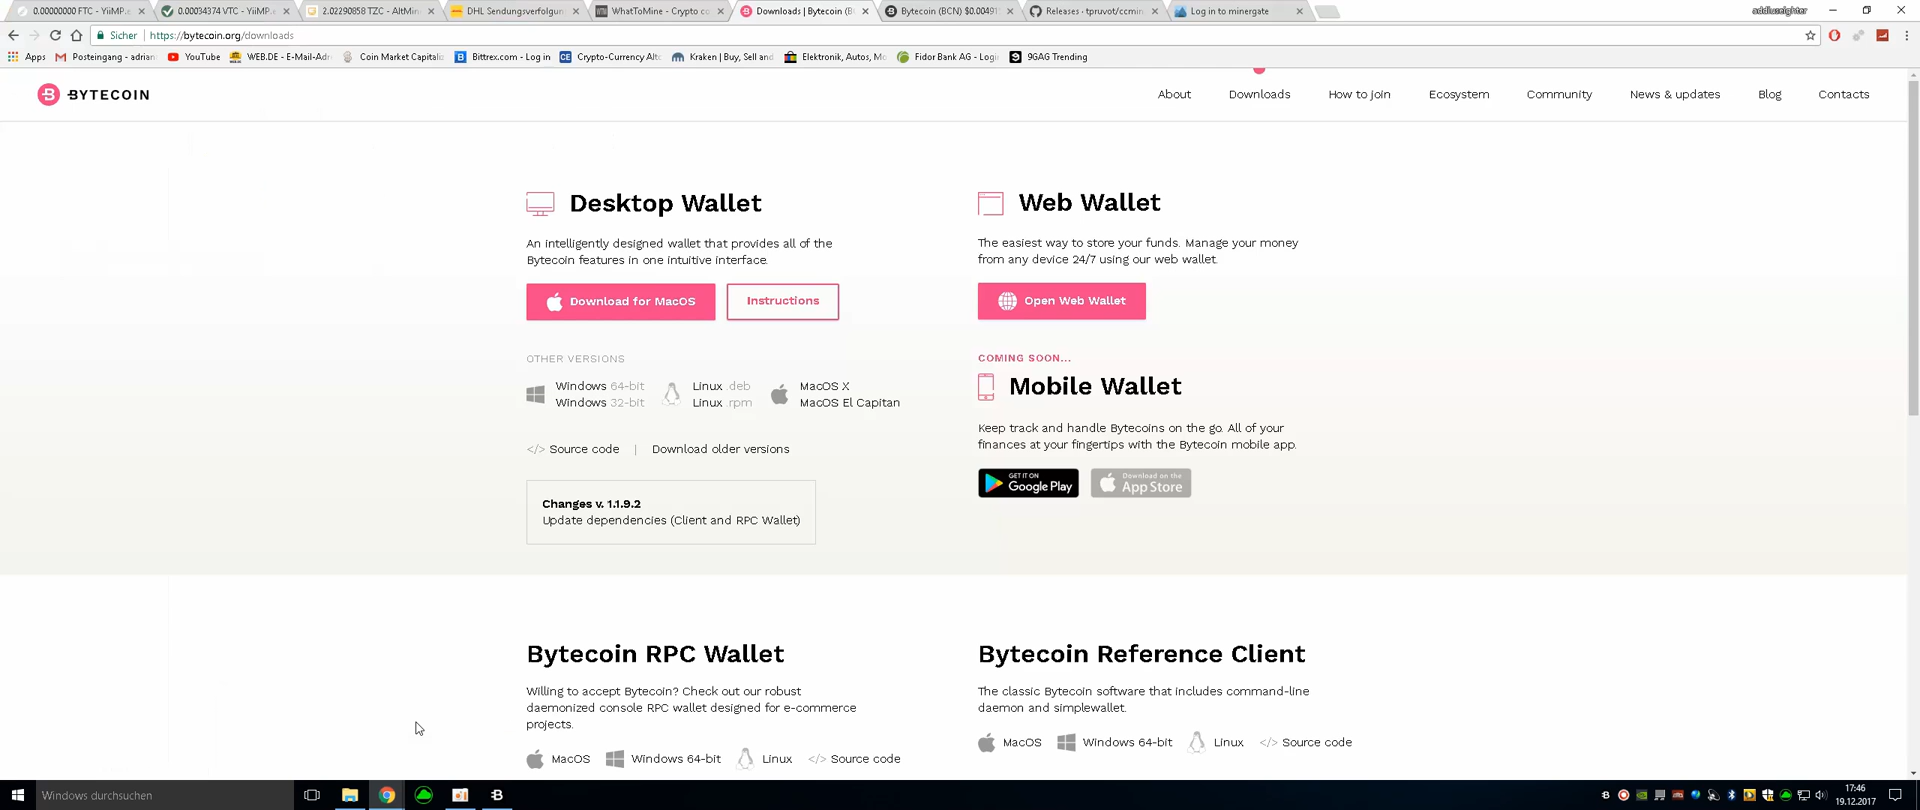 0.00000000 FTC - YiiMP.e
0.00034374 VTC - YiiMP.e
2.02290858 TZC - AltMin
DHL Sendungsverfolgun
WhatToMine - Crypto co
Downloads | Bytecoin (B
Bytecoin (BCN) $0.00491
Releases · tpruvot/ccmin
Log in to minergate
Sicher
https://bytecoin.org/downloads
Apps
Posteingang - adrian
YouTube
WEB.DE - E-Mail-Adr
Coin Market Capitaliz
Bittrex.com - Log in
Crypto-Currency Alt
Kraken | Buy, Sell and
Elektronik, Autos, Mo
Fidor Bank AG - Logi
9GAG Trending
BYTECOIN
About
Downloads
How to join
Ecosystem
Community
News & updates
Blog
Contacts
Desktop Wallet
An intelligently designed wallet that provides all of the
Bytecoin features in one intuitive interface.
Download for MacOS
Instructions
OTHER VERSIONS
Windows 64-bit
Windows 32-bit
Linux .deb
Linux .rpm
MacOS X
MacOS El Capitan
</> Source code | Download older versions
Changes v. 1.1.9.2
Update dependencies (Client and RPC Wallet)
Web Wallet
The easiest way to store your funds. Manage your money
from any device 24/7 using our web wallet.
Open Web Wallet
COMING SOON...
Mobile Wallet
Keep track and handle Bytecoins on the go. All of your
finances at your fingertips with the Bytecoin mobile app.
GET IT ON
Google Play
Download on the
App Store
Bytecoin RPC Wallet
Willing to accept Bytecoin? Check out our robust
daemonized console RPC wallet designed for e-commerce
projects.
MacOS
Windows 64-bit
Linux
</> Source code
Bytecoin Reference Client
The classic Bytecoin software that includes command-line
daemon and simplewallet.
MacOS
Windows 64-bit
Linux
</> Source code
Windows durchsuchen
17:46
19.12.2017